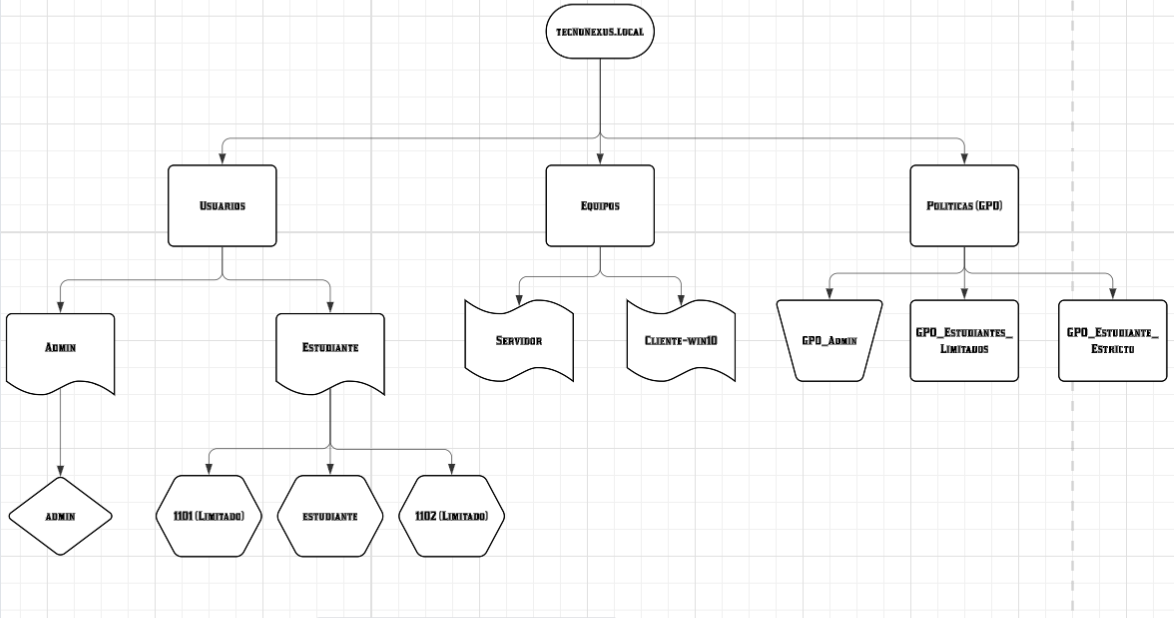 tecnonexus.local
Usuarios
Equipos
Politicas (GPO)
Admin
Estudiante
Servidor
Cliente-win10
GPO_Admin
GPO_Estudiantes_
Limitados
GPO_Estudiante_
Estricto
admin
1101 (Limitado)
estudiante
1102 (Limitado)